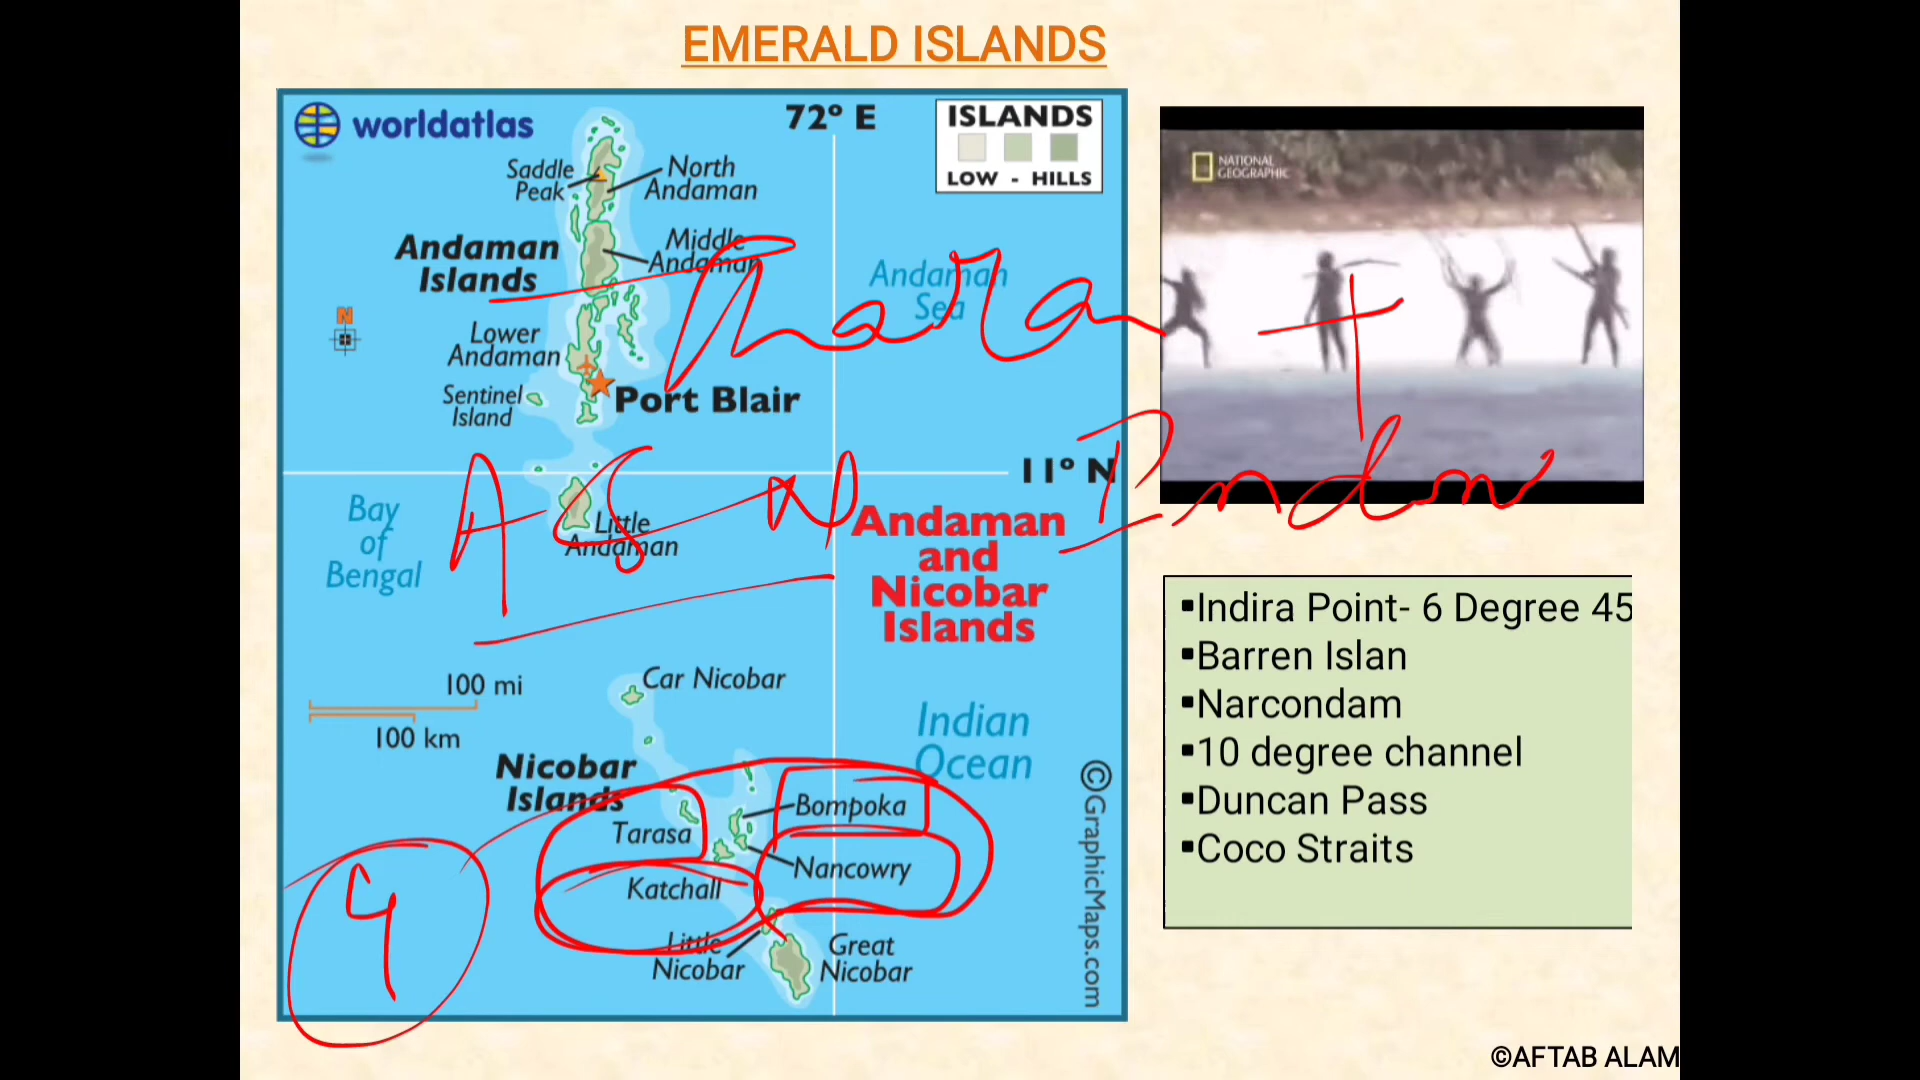 EMERALD ISLANDS
worldatlas
72° E
ISLANDS
LOW - HILLS
Saddle
Peak
North
Andaman
Andaman
Islands
Middle
Andaman
Andaman
Sea
N
Lower
Andaman
Sentinel
Island
Port Blair
11° N
Bay
of
Bengal
Little
Andaman
A & N
Andaman
and
Nicobar
Islands
100 mi
100 km
Car Nicobar
Indian
Ocean
Nicobar
Islands
Tarasa
Bompoka
Katchall
Nancowry
Little
Nicobar
Great
Nicobar
4
©GraphicMaps.com
NATIONAL
GEOGRAPHIC
▪Indira Point- 6 Degree 45
▪Barren Islan
▪Narcondam
▪10 degree channel
▪Duncan Pass
▪Coco Straits
©AFTAB ALAM